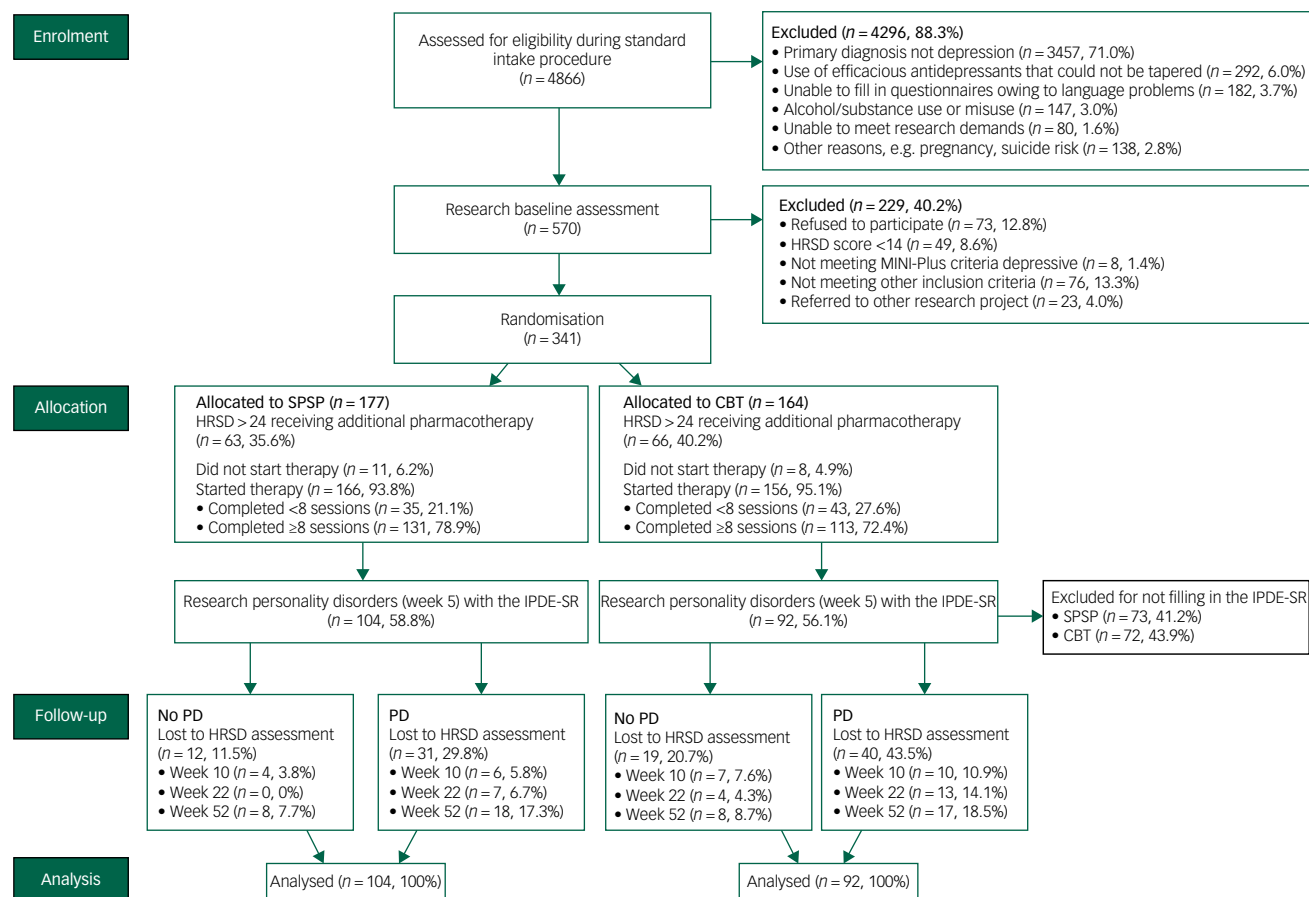 Enrolment
Assessed for eligibility during standard
intake procedure
(n = 4866)
Excluded (n = 4296, 88.3%)
• Primary diagnosis not depression (n = 3457, 71.0%)
• Use of efficacious antidepressants that could not be tapered (n = 292, 6.0%)
• Unable to fill in questionnaires owing to language problems (n = 182, 3.7%)
• Alcohol/substance use or misuse (n = 147, 3.0%)
• Unable to meet research demands (n = 80, 1.6%)
• Other reasons, e.g. pregnancy, suicide risk (n = 138, 2.8%)
Research baseline assessment
(n = 570)
Excluded (n = 229, 40.2%)
• Refused to participate (n = 73, 12.8%)
• HRSD score <14 (n = 49, 8.6%)
• Not meeting MINI-Plus criteria depressive (n = 8, 1.4%)
• Not meeting other inclusion criteria (n = 76, 13.3%)
• Referred to other research project (n = 23, 4.0%)
Randomisation
(n = 341)
Allocation
Allocated to SPSP (n = 177)
HRSD > 24 receiving additional pharmacotherapy
(n = 63, 35.6%)
Did not start therapy (n = 11, 6.2%)
Started therapy (n = 166, 93.8%)
• Completed <8 sessions (n = 35, 21.1%)
• Completed ≥8 sessions (n = 131, 78.9%)
Allocated to CBT (n = 164)
HRSD > 24 receiving additional pharmacotherapy
(n = 66, 40.2%)
Did not start therapy (n = 8, 4.9%)
Started therapy (n = 156, 95.1%)
• Completed <8 sessions (n = 43, 27.6%)
• Completed ≥8 sessions (n = 113, 72.4%)
Research personality disorders (week 5) with the IPDE-SR
(n = 104, 58.8%)
Research personality disorders (week 5) with the IPDE-SR
(n = 92, 56.1%)
Excluded for not filling in the IPDE-SR
• SPSP (n = 73, 41.2%)
• CBT (n = 72, 43.9%)
Follow-up
No PD
Lost to HRSD assessment
(n = 12, 11.5%)
• Week 10 (n = 4, 3.8%)
• Week 22 (n = 0, 0%)
• Week 52 (n = 8, 7.7%)
PD
Lost to HRSD assessment
(n = 31, 29.8%)
• Week 10 (n = 6, 5.8%)
• Week 22 (n = 7, 6.7%)
• Week 52 (n = 18, 17.3%)
No PD
Lost to HRSD assessment
(n = 19, 20.7%)
• Week 10 (n = 7, 7.6%)
• Week 22 (n = 4, 4.3%)
• Week 52 (n = 8, 8.7%)
PD
Lost to HRSD assessment
(n = 40, 43.5%)
• Week 10 (n = 10, 10.9%)
• Week 22 (n = 13, 14.1%)
• Week 52 (n = 17, 18.5%)
Analysis
Analysed (n = 104, 100%)
Analysed (n = 92, 100%)